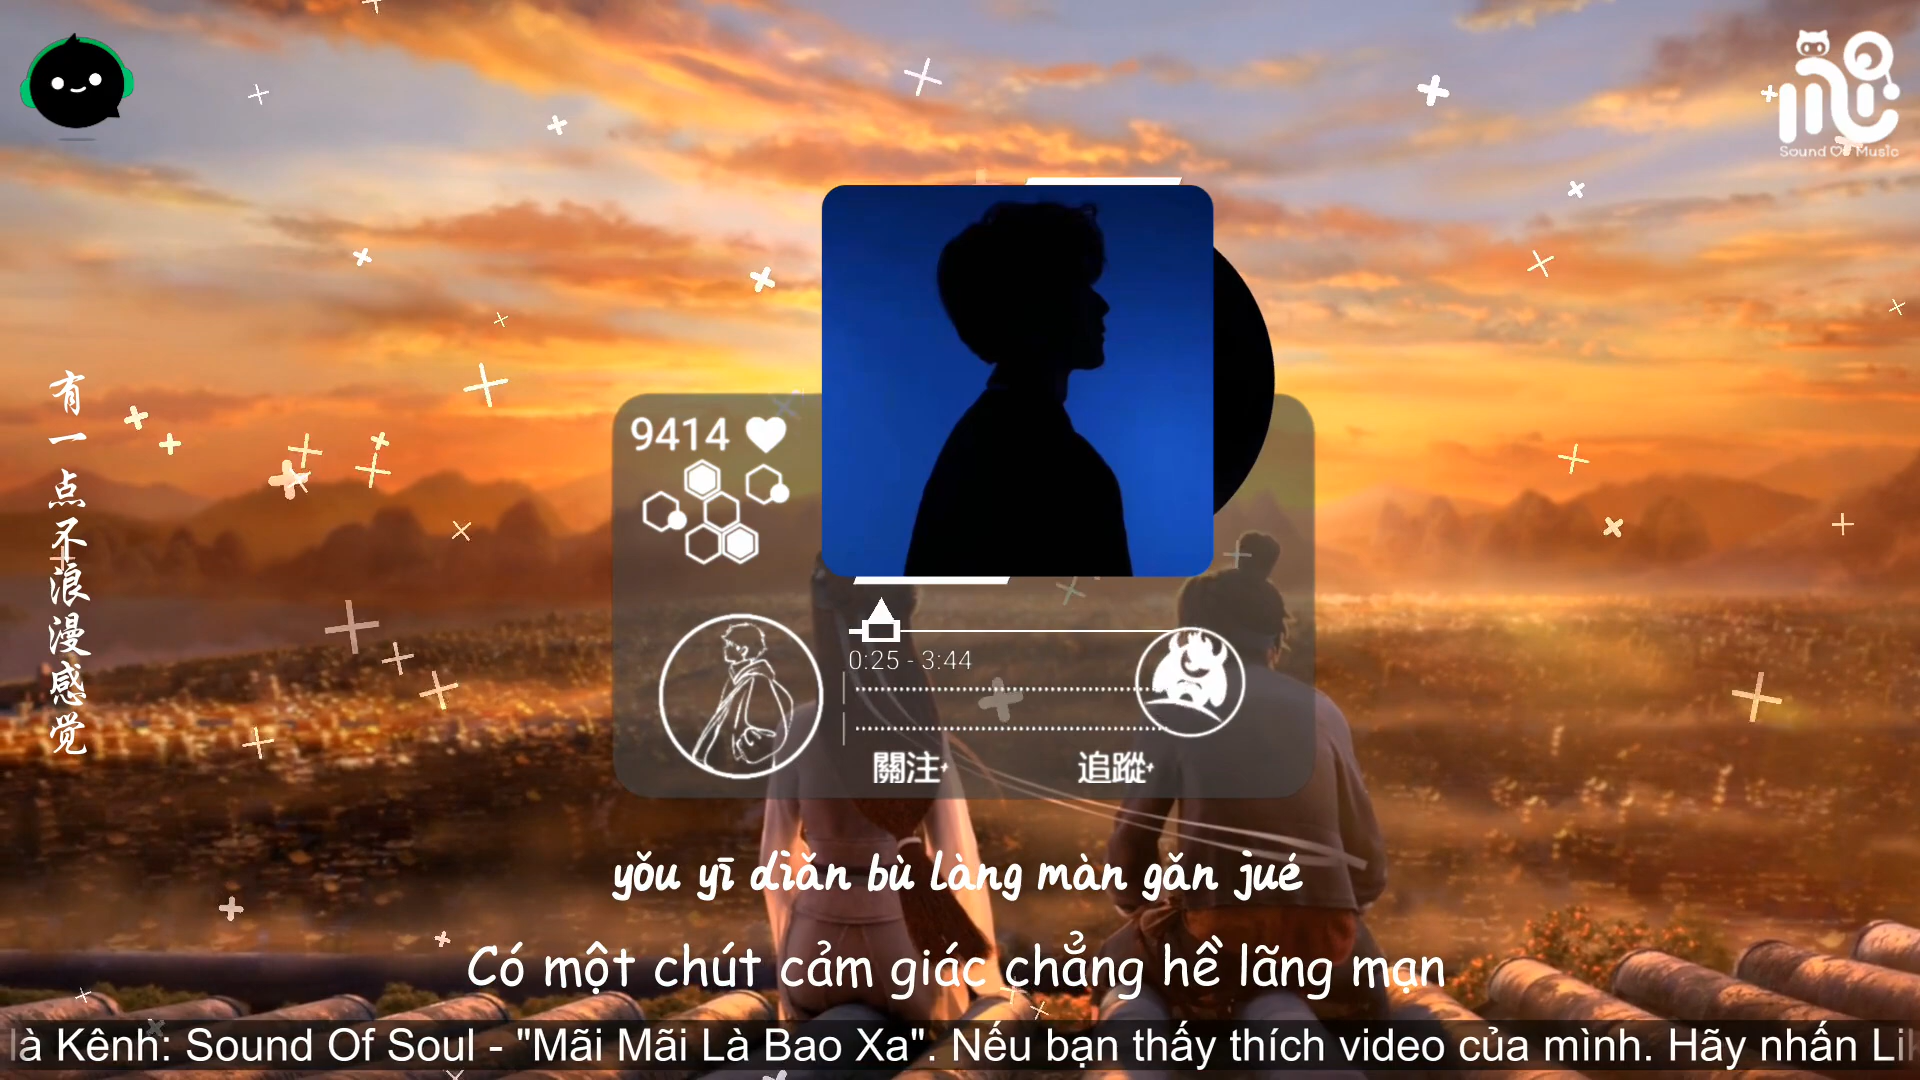 Sound Of Music
有一点不浪漫感觉
9414
0:25 - 3:44
關注
追蹤
yǒu yī diǎn bù làng màn gǎn jué
Có một chút cảm giác chẳng hề lãng mạn
là Kênh: Sound Of Soul - "Mãi Mãi Là Bao Xa". Nếu bạn thấy thích video của mình. Hãy nhấn Lik